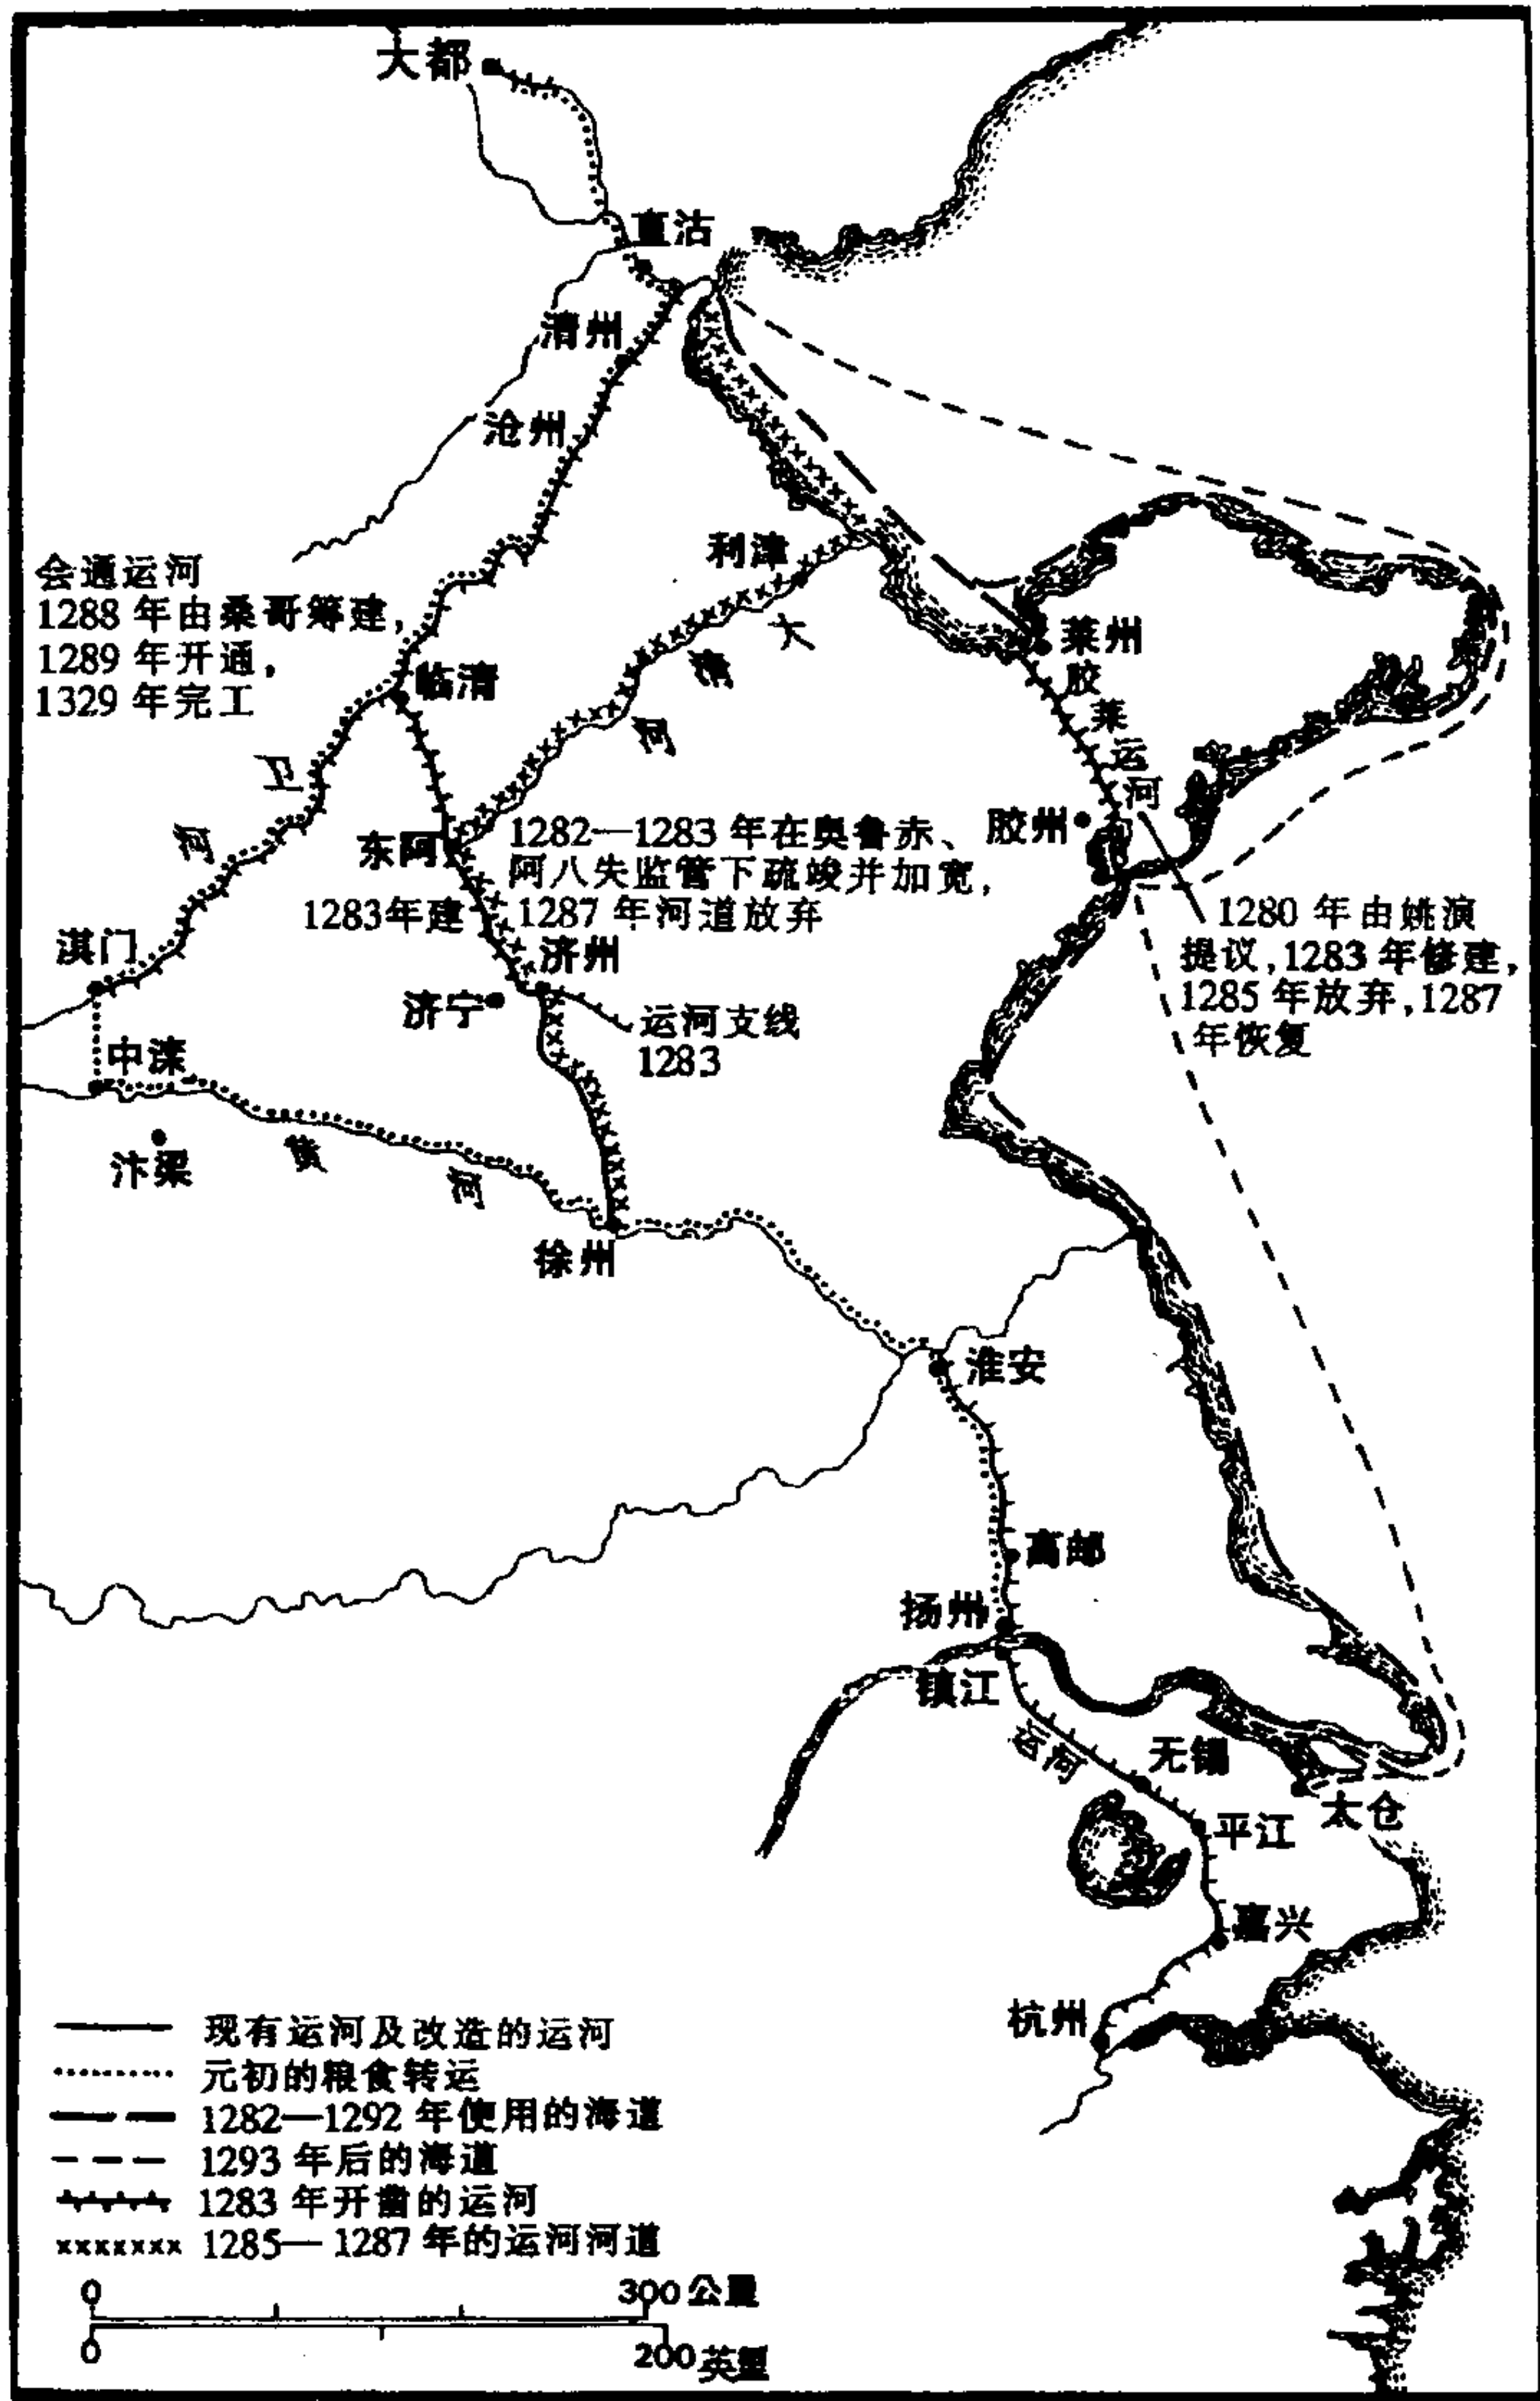 大都
直沽
清州
沧州
利津
会通运河
1288 年由桑哥筹建,
1289 年开通,
1329 年完工
临清
大清河
莱州
胶莱运河
卫河
东阿
1282—1283 年在奥鲁赤、
阿八失监管下疏竣并加宽,
1287 年河道放弃
胶州
1283年建
1280 年由姚演
提议,1283 年修建,
1285 年放弃,1287
年恢复
淇门
济州
济宁
运河支线
1283
中滦
汴梁
黄河
徐州
淮安
高邮
扬州
镇江
运河
无锡
太仓
平江
嘉兴
杭州
现有运河及改造的运河
元初的粮食转运
1282—1292 年使用的海道
1293 年后的海道
1283 年开凿的运河
1285—1287 年的运河河道
0 300公里
0 200英里